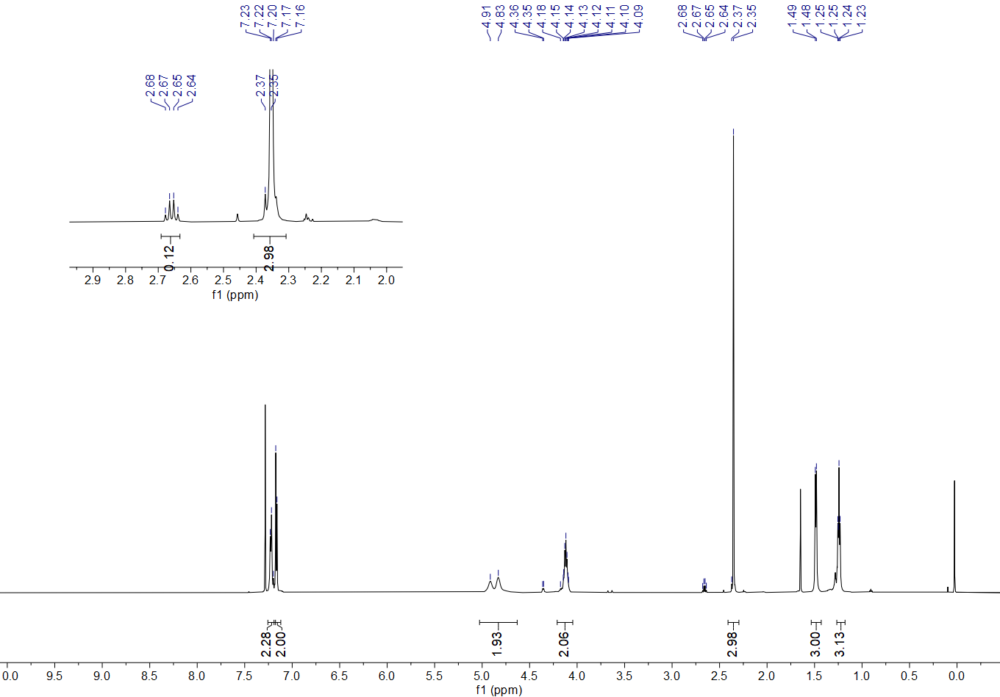 7.23 7.22 7.20 7.17 7.16 4.91 4.83 4.36 4.35 4.18 4.15 4.14 4.13 4.12 4.11 4.10 4.09 2.68 2.67 2.65 2.64 2.37 2.35 1.49 1.48 1.25 1.25 1.24 1.23
2.68 2.67 2.65 2.64 2.37 2.35
0.12 2.98
2.9 2.8 2.7 2.6 2.5 2.4 2.3 2.2 2.1 2.0
f1 (ppm)
2.28 2.00 1.93 2.06 2.98 3.00 3.13
0.0 9.5 9.0 8.5 8.0 7.5 7.0 6.5 6.0 5.5 5.0 4.5 4.0 3.5 3.0 2.5 2.0 1.5 1.0 0.5 0.0
f1 (ppm)